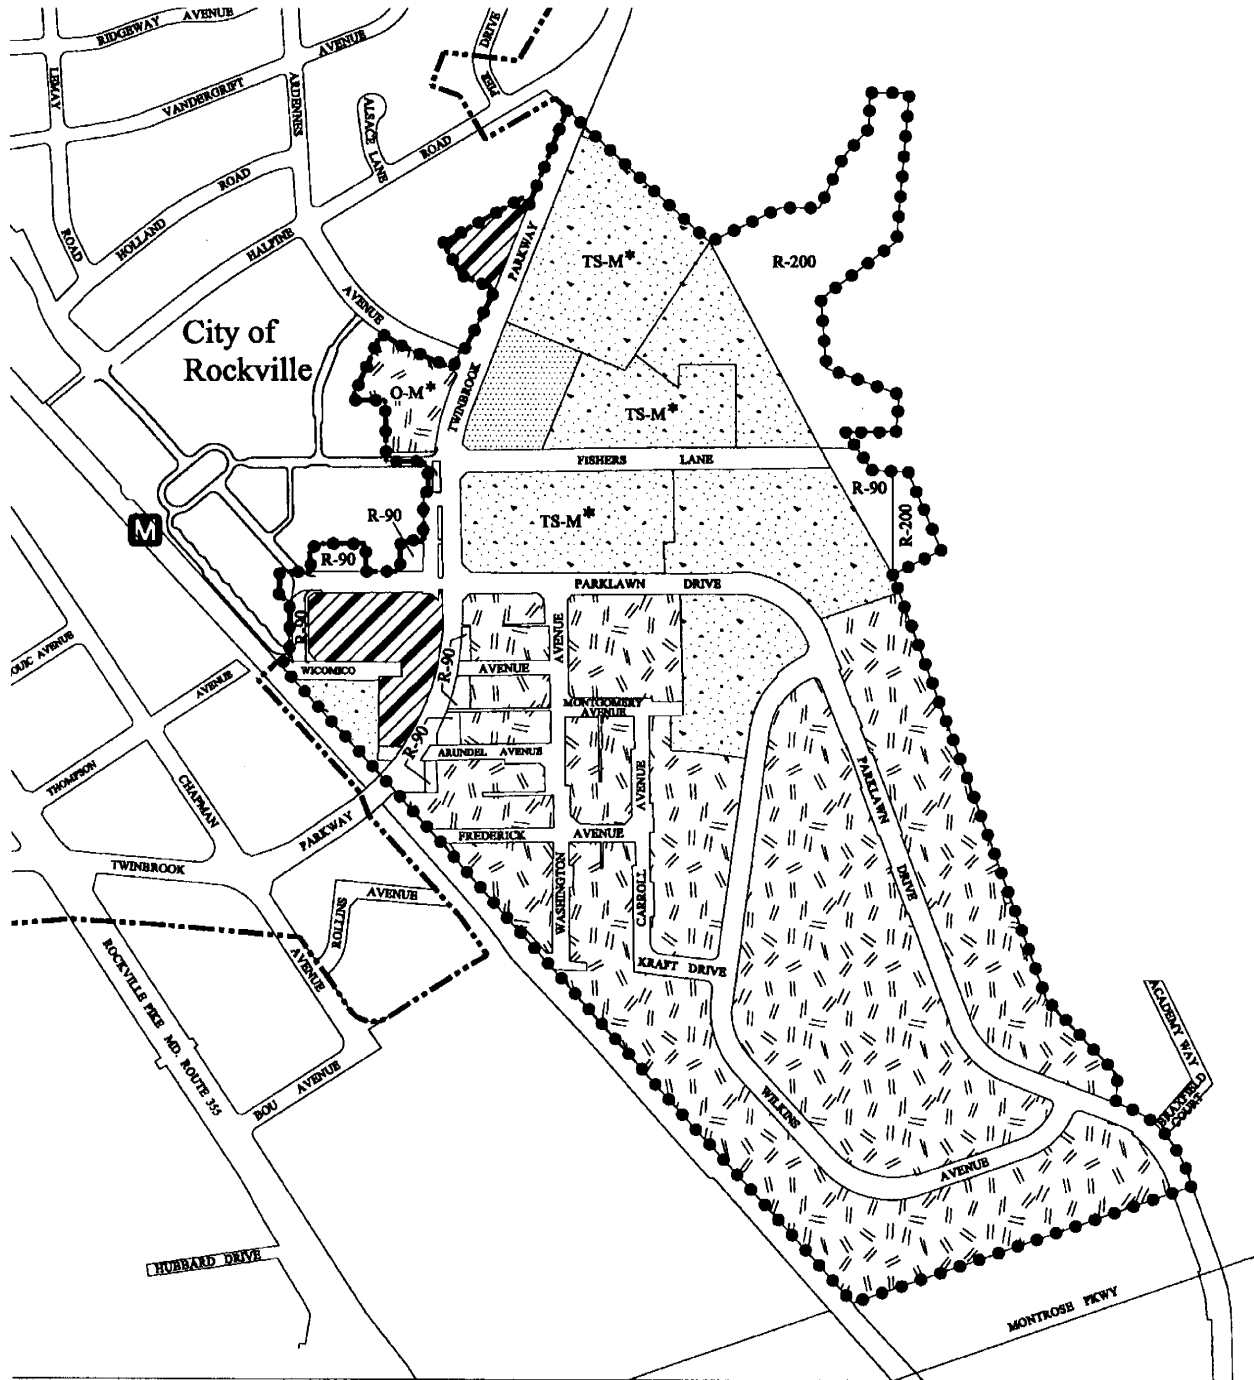 RIDGEWAY AVENUE
LEMAY
ROAD
VANDERGRIFT
AVENUE
ARDENNES
AVENUE
ALSACE LANE
PIER DRIVE
HOLLAND ROAD
HALPINE ROAD
TWINBROOK PARKWAY
City of
Rockville
TS-M*
R-200
O-M*
TS-M*
FISHERS LANE
R-90
R-200
M
R-90
R-90
TS-M*
PARKLAWN DRIVE
R-90
WICOMICO
R-90
AVENUE
AVENUE
MONTGOMERY
AVENUE
R-90
ARUNDEL AVENUE
AVENUE
AVENUE
THOMPSON
CHAPMAN
PARKWAY
FREDERICK AVENUE
PARKLAWN DRIVE
TWINBROOK
AVENUE
ROLLINS AVENUE
WASHINGTON
CARROLL
KRAFT DRIVE
ROCKVILLE PIKE MD. ROUTE 355
BOU AVENUE
WILKINS AVENUE
ACADEMY WAY
BRAXFIELD
COURT
HUBBARD DRIVE
MONTROSE PKWY